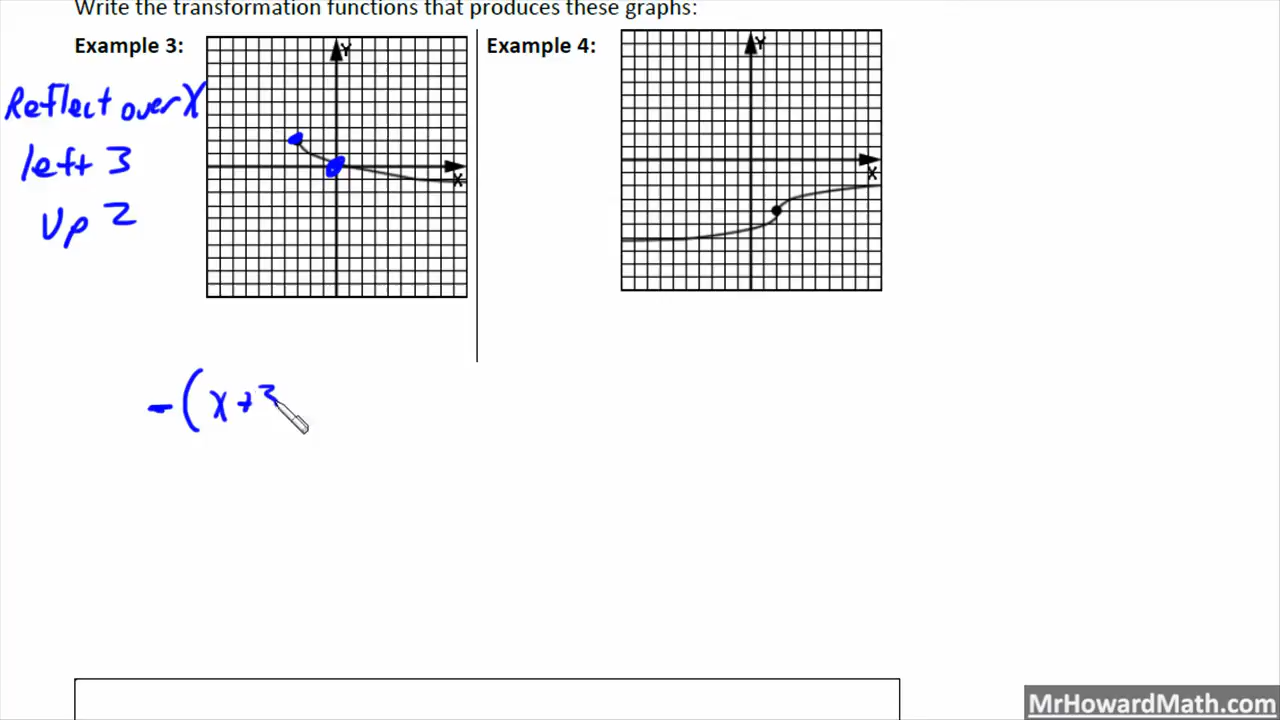 Write the transformation functions that produces these graphs:
Example 3:
Y
X
Reflect over X
left 3
Up 2
-(x+3
Example 4:
Y
X
MrHowardMath.com